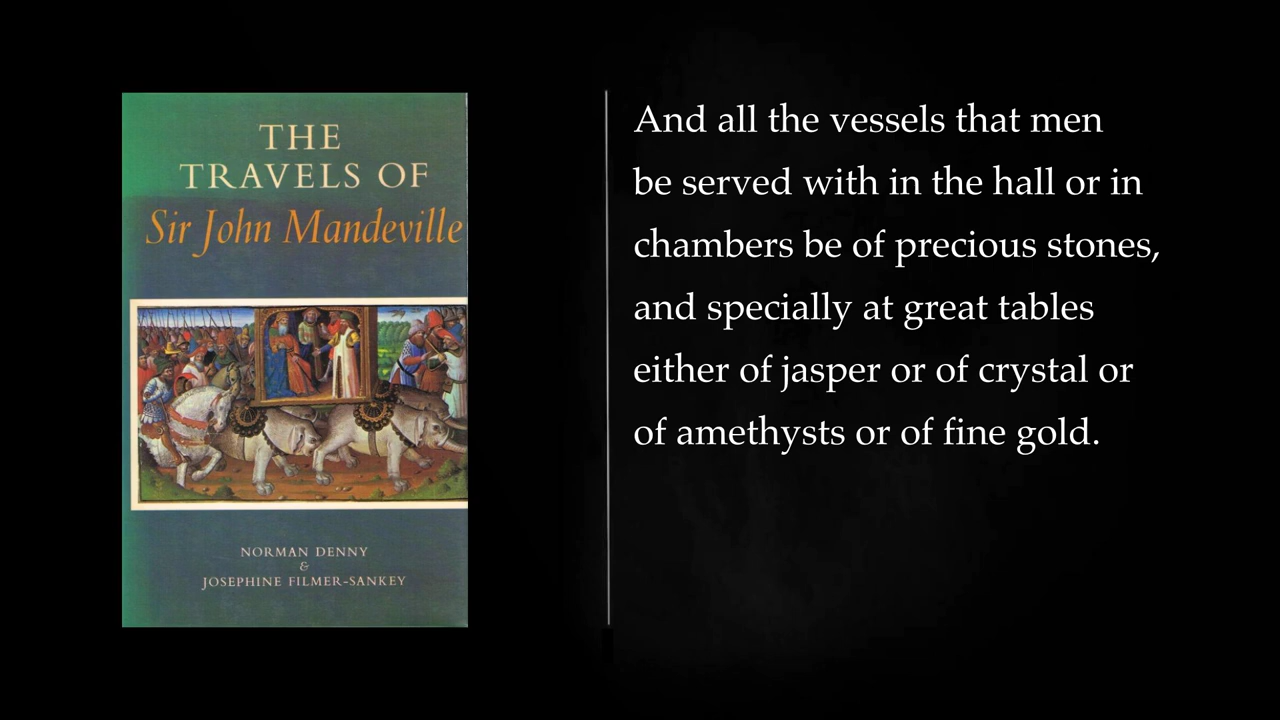 THE
TRAVELS OF
Sir John Mandeville
NORMAN DENNY
&
JOSEPHINE FILMER-SANKEY
And all the vessels that men
be served with in the hall or in
chambers be of precious stones,
and specially at great tables
either of jasper or of crystal or
of amethysts or of fine gold.